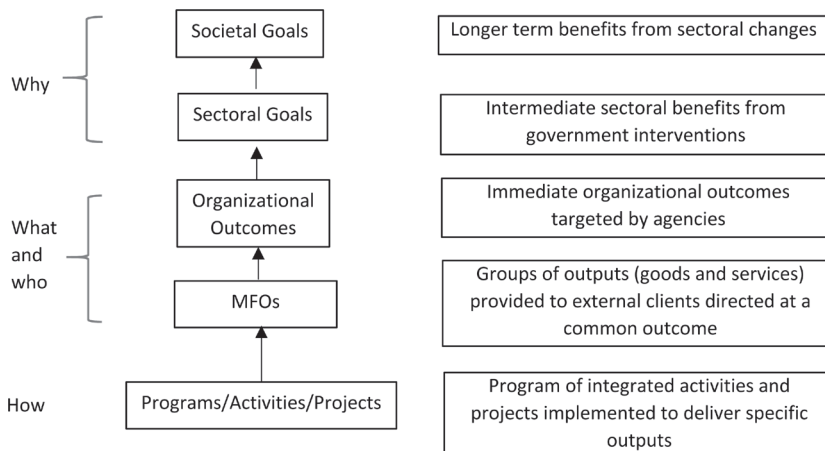 Societal Goals
Longer term benefits from sectoral changes
Why
Sectoral Goals
Intermediate sectoral benefits from
government interventions
Organizational
Outcomes
Immediate organizational outcomes
targeted by agencies
What
and
who
MFOs
Groups of outputs (goods and services)
provided to external clients directed at a
common outcome
How
Programs/Activities/Projects
Program of integrated activities and
projects implemented to deliver specific
outputs